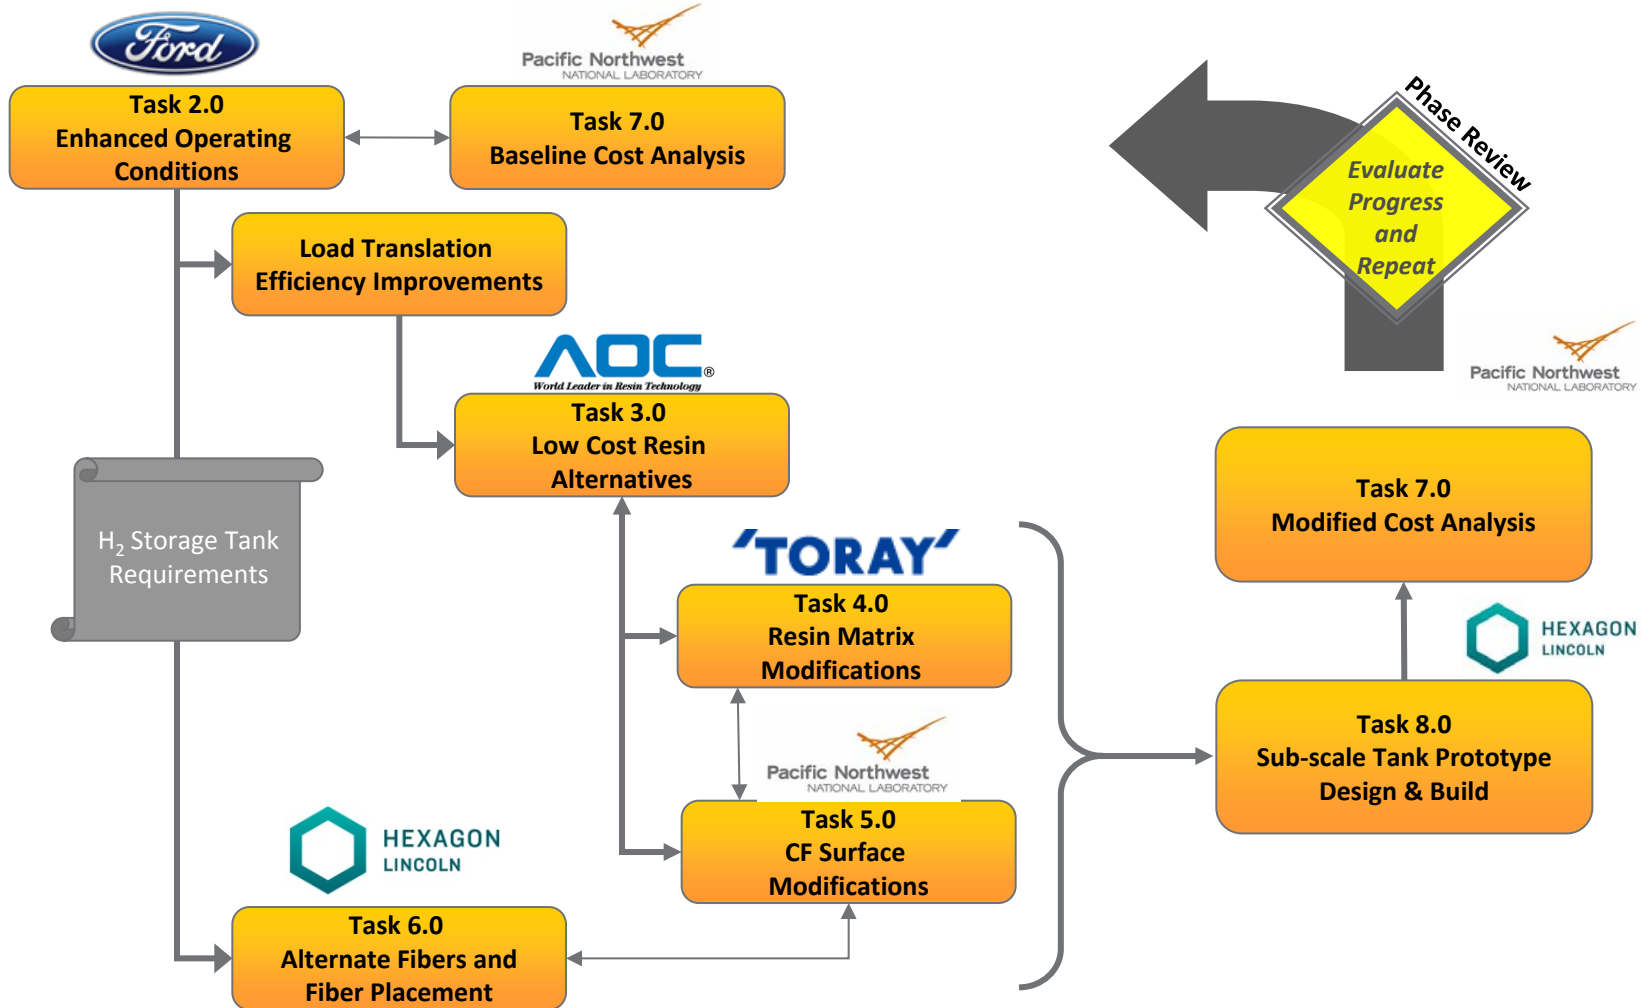 Ford
Pacific Northwest
NATIONAL LABORATORY
Task 2.0
Enhanced Operating
Conditions
Task 7.0
Baseline Cost Analysis
Phase Review
Evaluate
Progress
and
Repeat
Load Translation
Efficiency Improvements
Pacific Northwest
NATIONAL LABORATORY
AOC®
World Leader in Resin Technology
Task 3.0
Low Cost Resin
Alternatives
Task 7.0
Modified Cost Analysis
H₂ Storage Tank
Requirements
'TORAY'
Task 4.0
Resin Matrix
Modifications
HEXAGON
LINCOLN
Pacific Northwest
NATIONAL LABORATORY
Task 8.0
Sub-scale Tank Prototype
Design & Build
Task 5.0
CF Surface
Modifications
HEXAGON
LINCOLN
Task 6.0
Alternate Fibers and
Fiber Placement